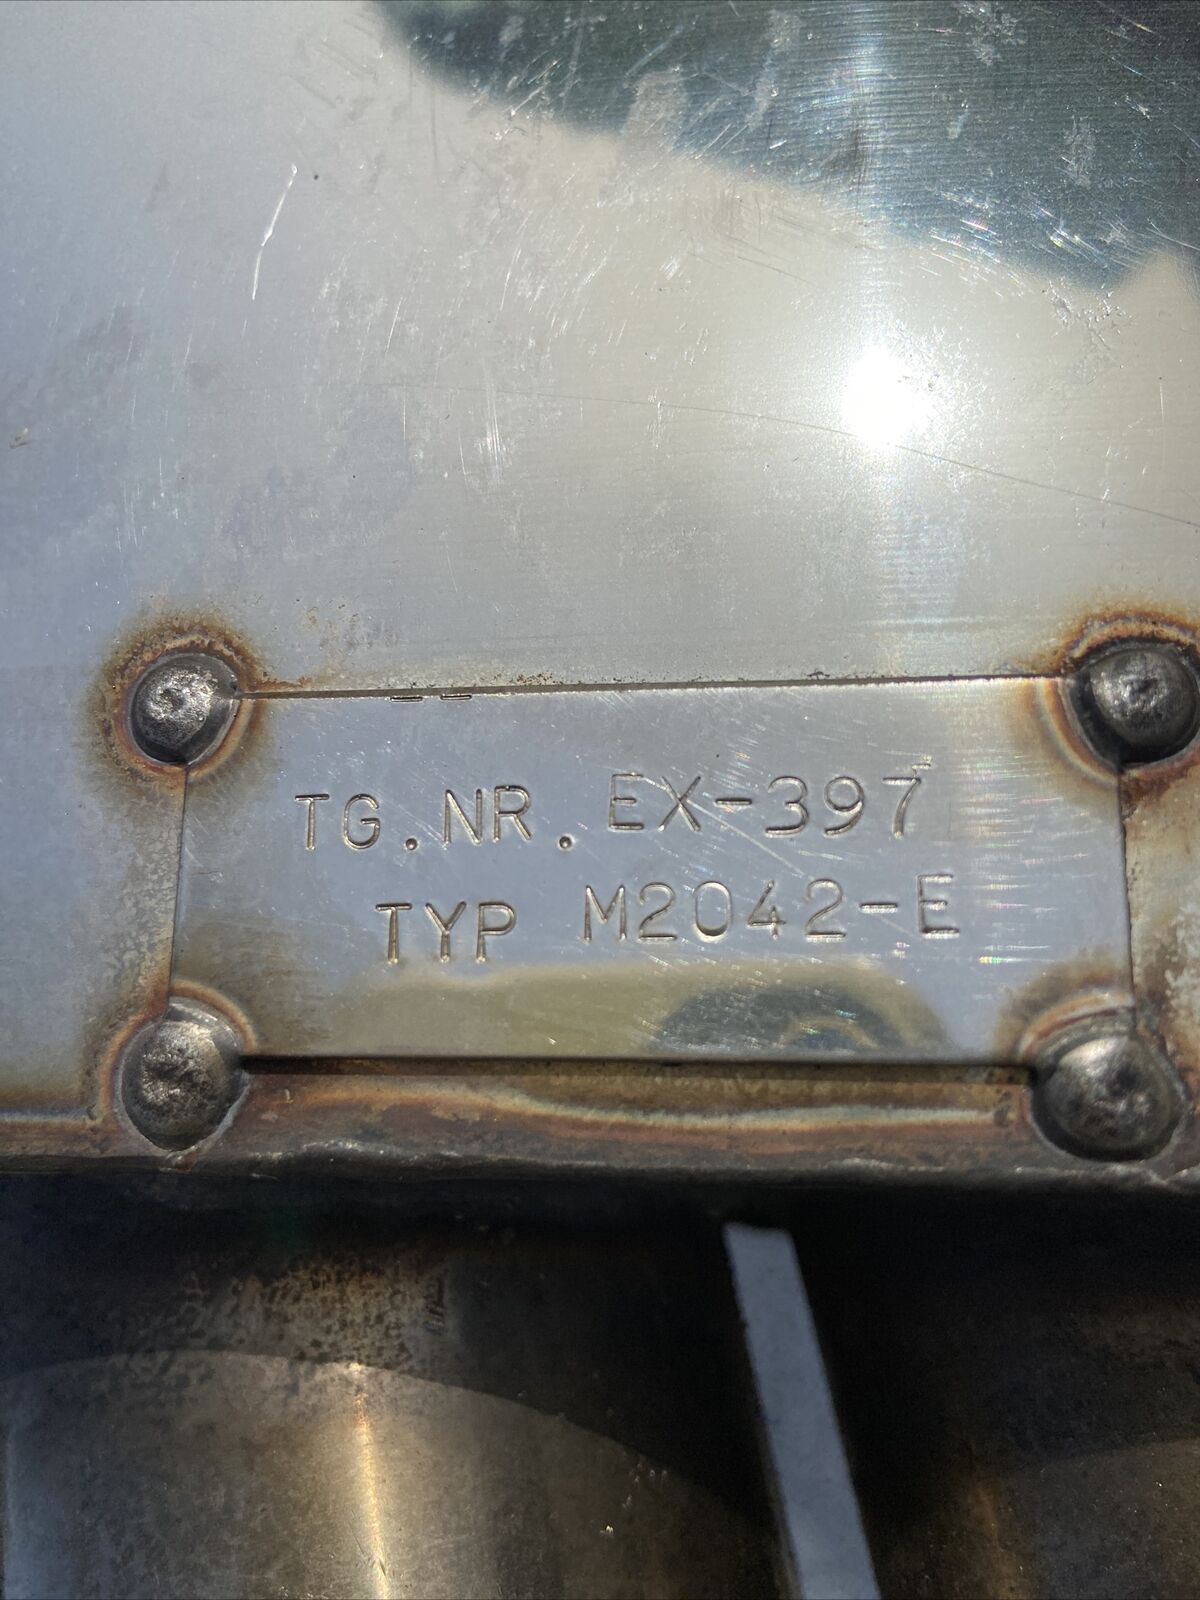 TG.NR. EX-397
TYP M2042-E